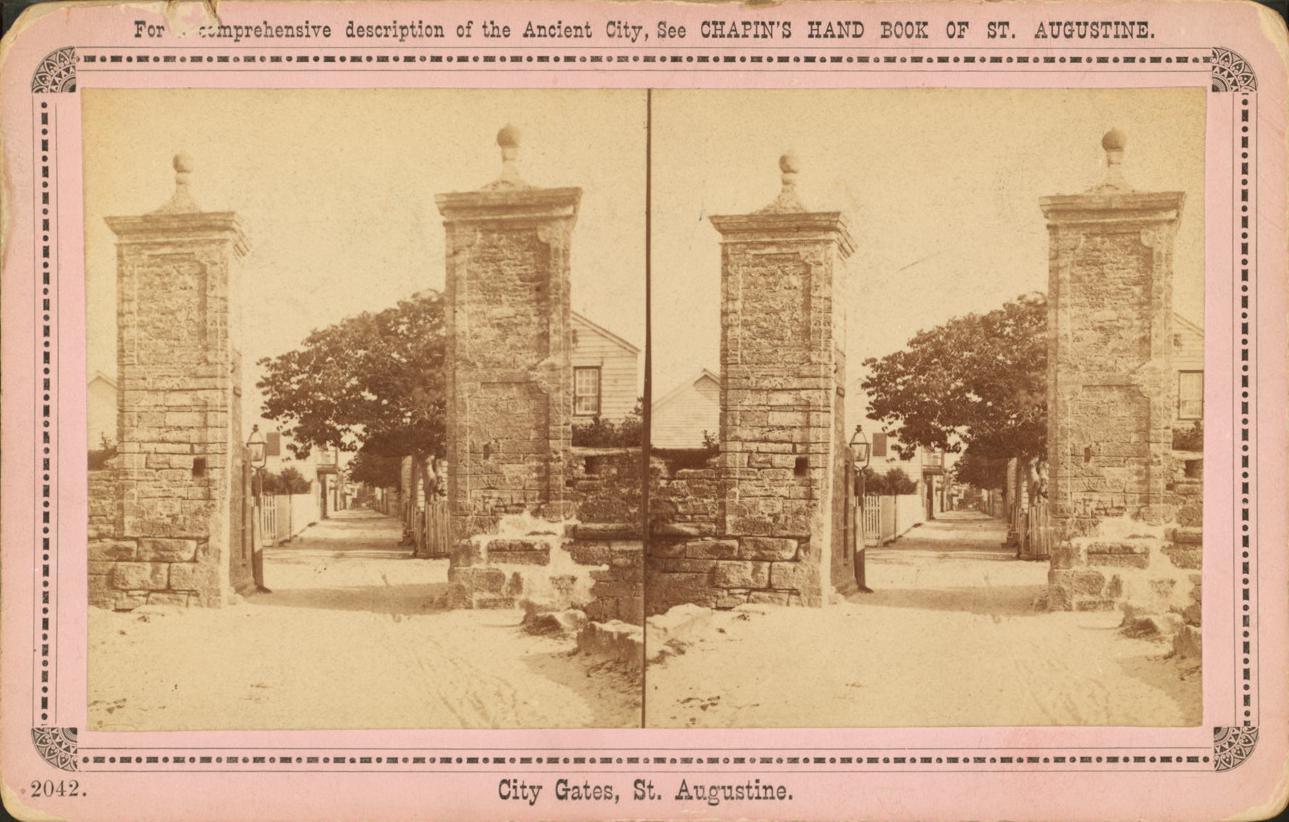 For a comprehensive description of the Ancient City, See CHAPIN'S HAND BOOK OF ST. AUGUSTINE.
2042.
City Gates, St. Augustine.